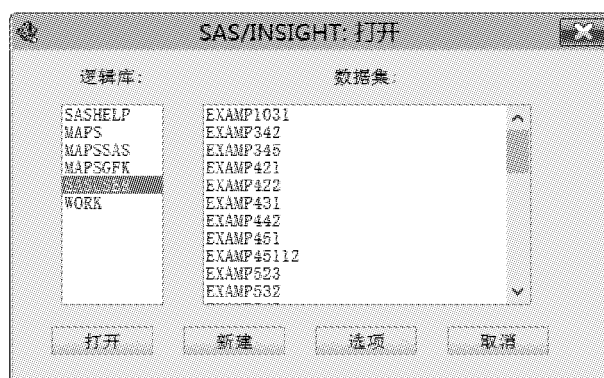 SAS/INSIGHT: 打开
逻辑库:
SASHELP
MAPS
MAPSSAS
MAPSGFK
WORK
数据集:
EXAMP1031
EXAMP342
EXAMP345
EXAMP421
EXAMP422
EXAMP431
EXAMP442
EXAMP451
EXAMP45112
EXAMP523
EXAMP532
打开 新建 选项 取消